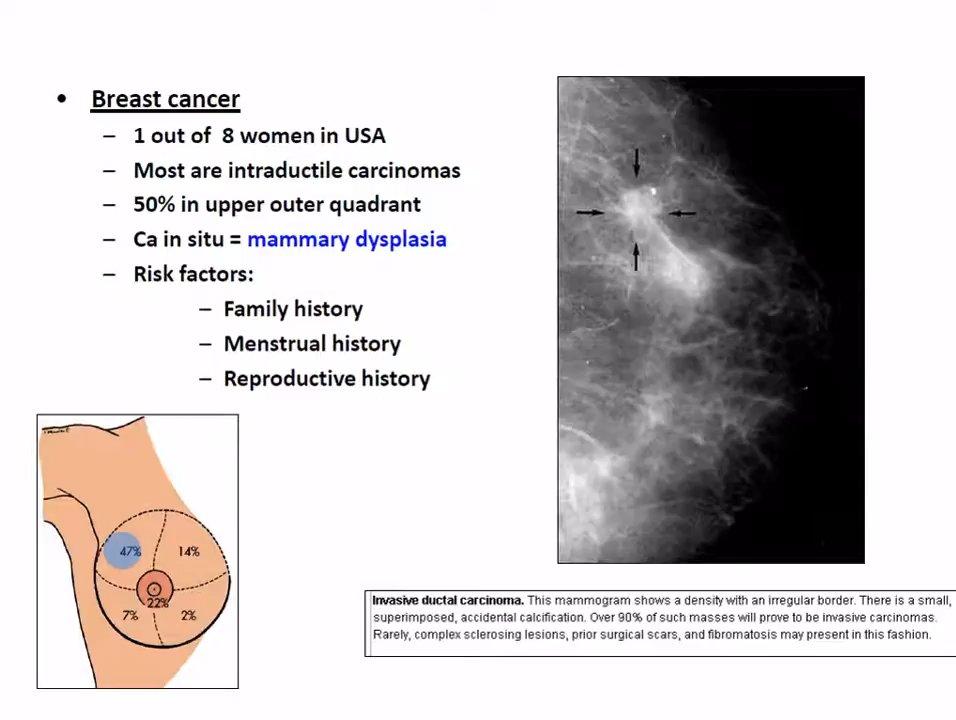 • Breast cancer
– 1 out of 8 women in USA
– Most are intraductile carcinomas
– 50% in upper outer quadrant
– Ca in situ = mammary dysplasia
– Risk factors:
– Family history
– Menstrual history
– Reproductive history
47% 14%
22%
7% 2%
Invasive ductal carcinoma. This mammogram shows a density with an irregular border. There is a small,
superimposed, accidental calcification. Over 90% of such masses will prove to be invasive carcinomas.
Rarely, complex sclerosing lesions, prior surgical scars, and fibromatosis may present in this fashion.